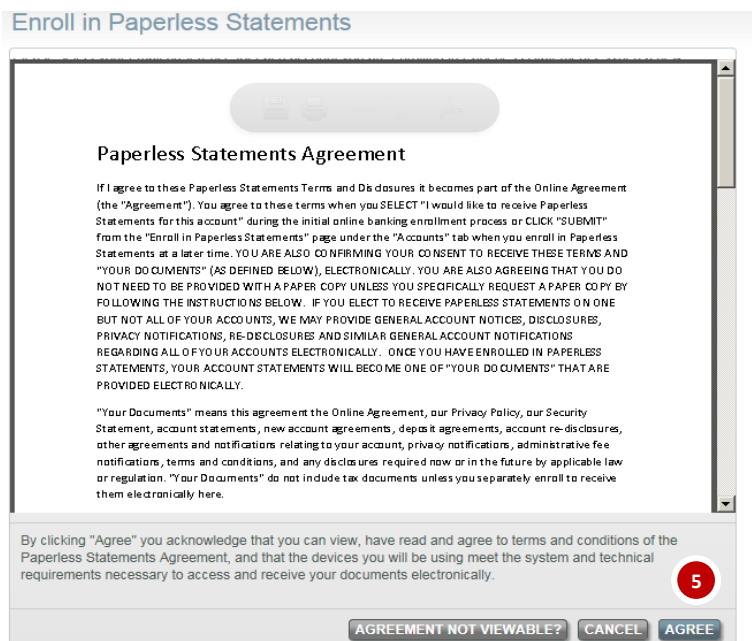 Enroll in Paperless Statements
Paperless Statements Agreement
If I agree to these Paperless Statements Terms and Disclosures it becomes part of the Online Agreement
(the "Agreement"). You agree to these terms when you SELECT "I would like to receive Paperless
Statements for this account" during the initial online banking enrollment process or CLICK "SUBMIT"
from the "Enroll in Paperless Statements" page under the "Accounts" tab when you enroll in Paperless
Statements at a later time. YOU ARE ALSO CONFIRMING YOUR CONSENT TO RECEIVE THESE TERMS AND
"YOUR DOCUMENTS" (AS DEFINED BELOW), ELECTRONICALLY. YOU ARE ALSO AGREEING THAT YOU DO
NOT NEED TO BE PROVIDED WITH A PAPER COPY UNLESS YOU SPECIFICALLY REQUEST A PAPER COPY BY
FOLLOWING THE INSTRUCTIONS BELOW. IF YOU ELECT TO RECEIVE PAPERLESS STATEMENTS ON ONE
BUT NOT ALL OF YOUR ACCOUNTS, WE MAY PROVIDE GENERAL ACCOUNT NOTICES, DISCLOSURES,
PRIVACY NOTIFICATIONS, RE-DISCLOSURES AND SIMILAR GENERAL ACCOUNT NOTIFICATIONS
REGARDING ALL OF YOUR ACCOUNTS ELECTRONICALLY. ONCE YOU HAVE ENROLLED IN PAPERLESS
STATEMENTS, YOUR ACCOUNT STATEMENTS WILL BECOME ONE OF "YOUR DOCUMENTS" THAT ARE
PROVIDED ELECTRONICALLY.
"Your Documents" means this agreement the Online Agreement, our Privacy Policy, our Security
Statement, account statements, new account agreements, deposit agreements, account re-disclosures,
other agreements and notifications relating to your account, privacy notifications, administrative fee
notifications, terms and conditions, and any disclosures required now or in the future by applicable law
or regulation. "Your Documents" do not include tax documents unless you separately enroll to receive
them electronically here.
By clicking "Agree" you acknowledge that you can view, have read and agree to terms and conditions of the
Paperless Statements Agreement, and that the devices you will be using meet the system and technical
requirements necessary to access and receive your documents electronically.
5
AGREEMENT NOT VIEWABLE? CANCEL AGREE